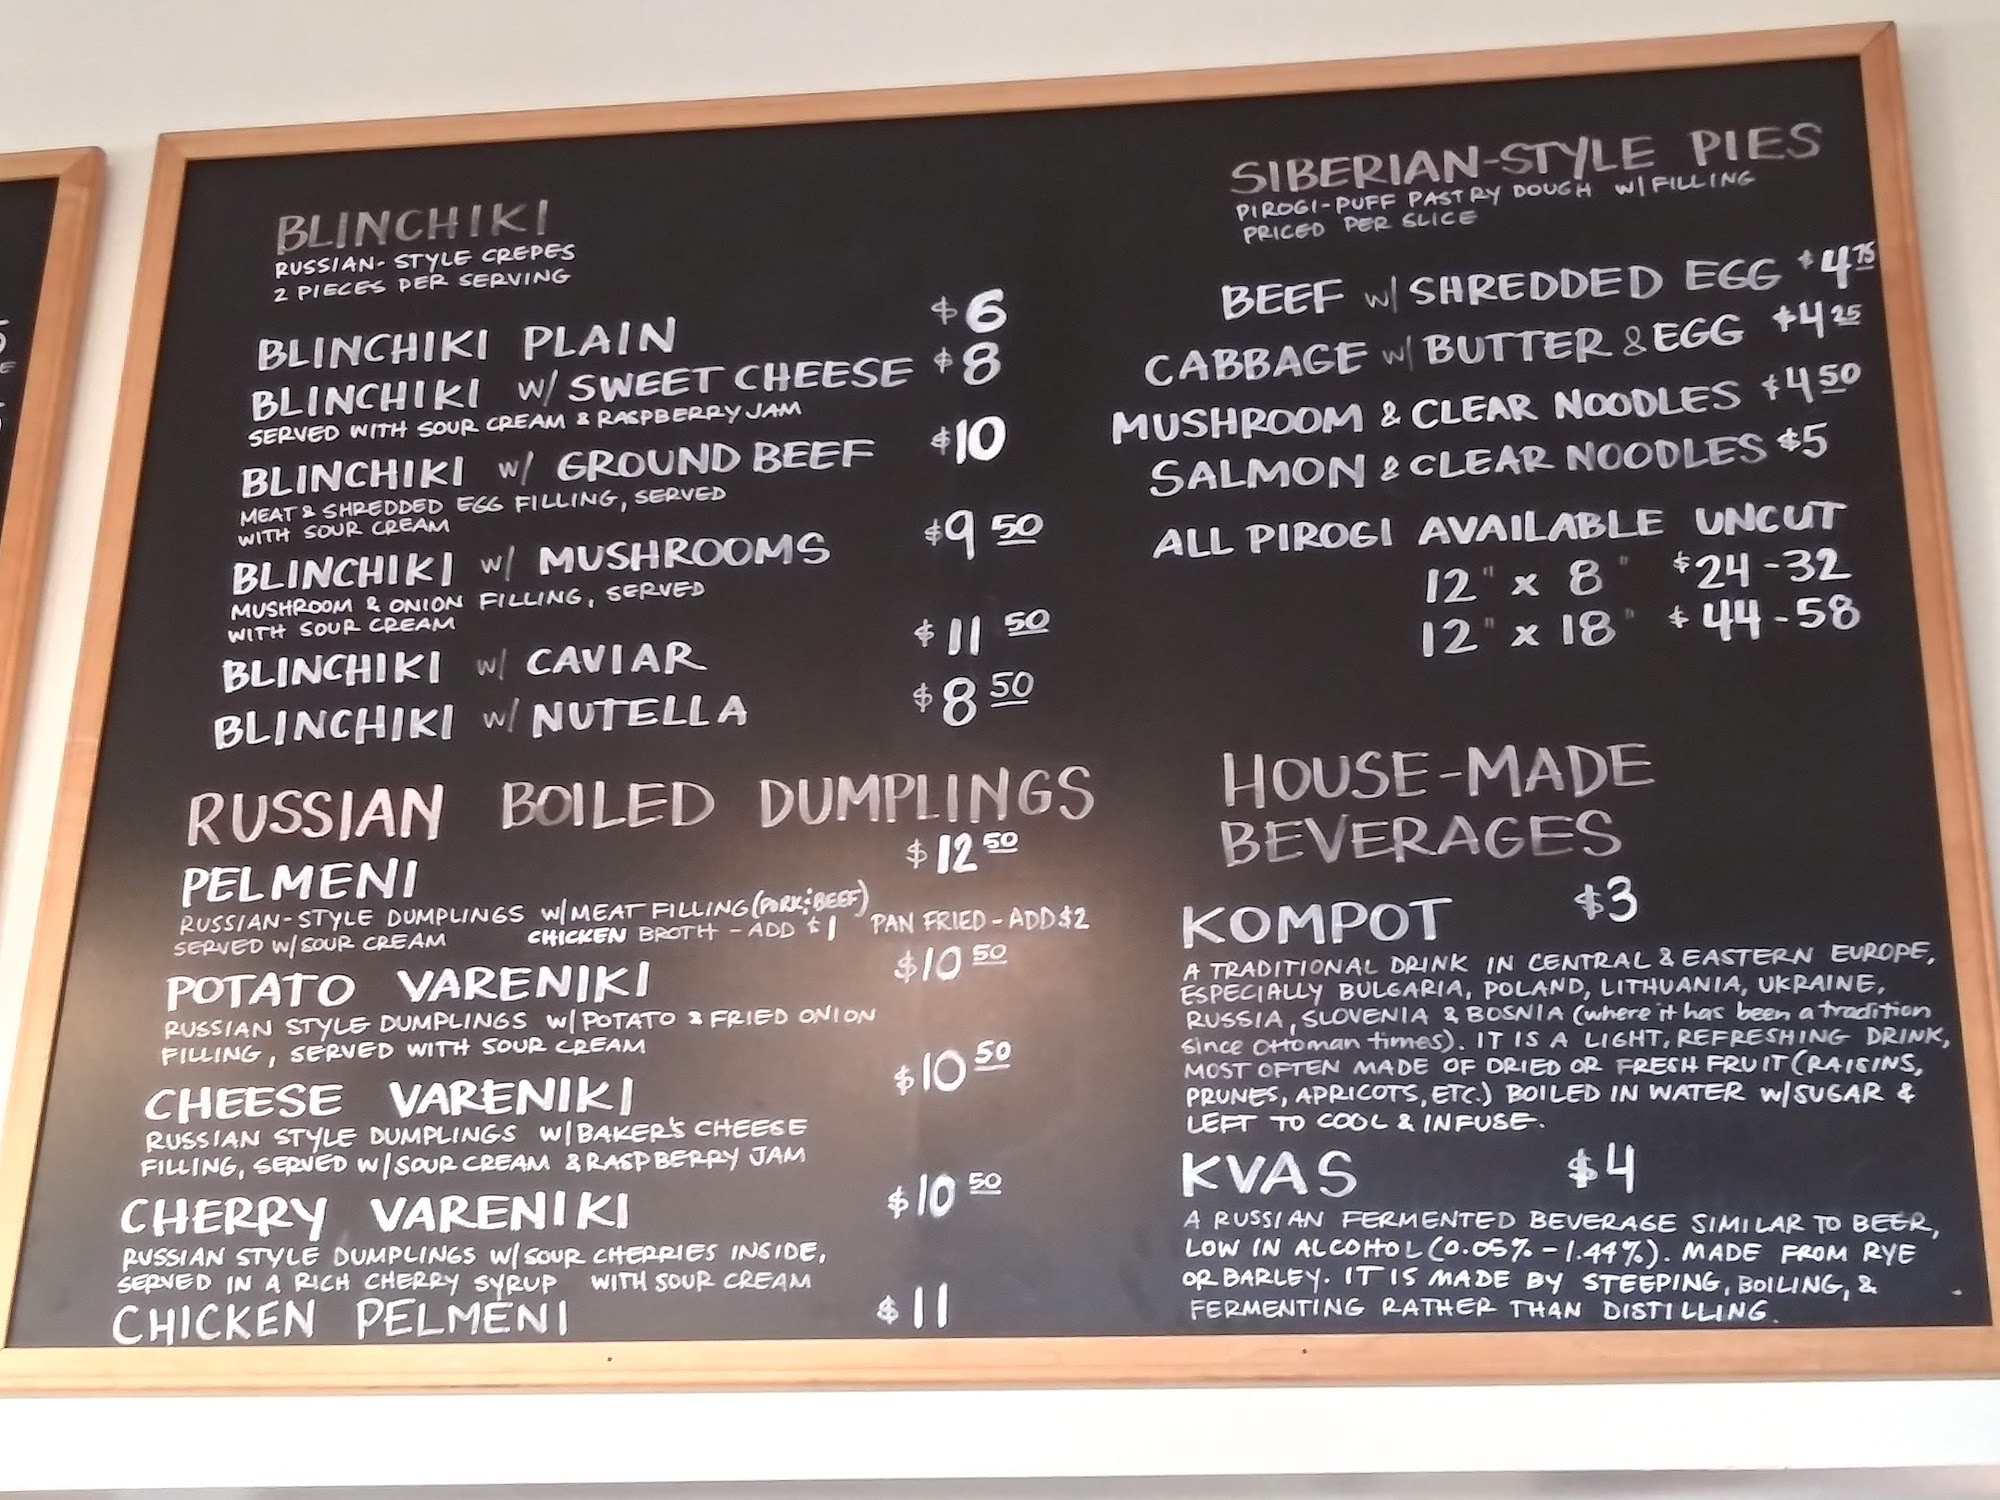 BLINCHIKI
RUSSIAN-STYLE CREPES
2 PIECES PER SERVING
BLINCHIKI PLAIN $6
BLINCHIKI w/ SWEET CHEESE $8
SERVED WITH SOUR CREAM & RASPBERRY JAM
BLINCHIKI w/ GROUND BEEF $10
MEAT & SHREDDED EGG FILLING, SERVED
WITH SOUR CREAM
BLINCHIKI w/ MUSHROOMS $9 50
MUSHROOM & ONION FILLING, SERVED
WITH SOUR CREAM
BLINCHIKI w/ CAVIAR $11 50
BLINCHIKI w/ NUTELLA $8 50
RUSSIAN BOILED DUMPLINGS
PELMENI $12 50
RUSSIAN-STYLE DUMPLINGS w/MEAT FILLING (PORK & BEEF)
SERVED w/SOUR CREAM CHICKEN BROTH - ADD $1 PAN FRIED - ADD $2
POTATO VARENIKI $10 50
RUSSIAN STYLE DUMPLINGS w/POTATO & FRIED ONION
FILLING, SERVED WITH SOUR CREAM
CHEESE VARENIKI $10 50
RUSSIAN STYLE DUMPLINGS w/BAKER'S CHEESE
FILLING, SERVED w/SOUR CREAM & RASPBERRY JAM
CHERRY VARENIKI $10 50
RUSSIAN STYLE DUMPLINGS w/SOUR CHERRIES INSIDE,
SERVED IN A RICH CHERRY SYRUP WITH SOUR CREAM
CHICKEN PELMENI $11
SIBERIAN-STYLE PIES
PIROGI-PUFF PASTRY DOUGH w/FILLING
PRICED PER SLICE
BEEF w/ SHREDDED EGG $4 75
CABBAGE w/ BUTTER & EGG $4 25
MUSHROOM & CLEAR NOODLES $4 50
SALMON & CLEAR NOODLES $5
ALL PIROGI AVAILABLE UNCUT
12" x 8" $24-32
12" x 18" $44-58
HOUSE-MADE
BEVERAGES
KOMPOT $3
A TRADITIONAL DRINK IN CENTRAL & EASTERN EUROPE,
ESPECIALLY BULGARIA, POLAND, LITHUANIA, UKRAINE,
RUSSIA, SLOVENIA & BOSNIA (where it has been a tradition
since Ottoman times). IT IS A LIGHT, REFRESHING DRINK,
MOST OFTEN MADE OF DRIED OR FRESH FRUIT (RAISINS,
PRUNES, APRICOTS, ETC.) BOILED IN WATER w/SUGAR &
LEFT TO COOL & INFUSE.
KVAS $4
A RUSSIAN FERMENTED BEVERAGE SIMILAR TO BEER,
LOW IN ALCOHOL (0.05% - 1.44%). MADE FROM RYE
OR BARLEY. IT IS MADE BY STEEPING, BOILING, &
FERMENTING RATHER THAN DISTILLING.